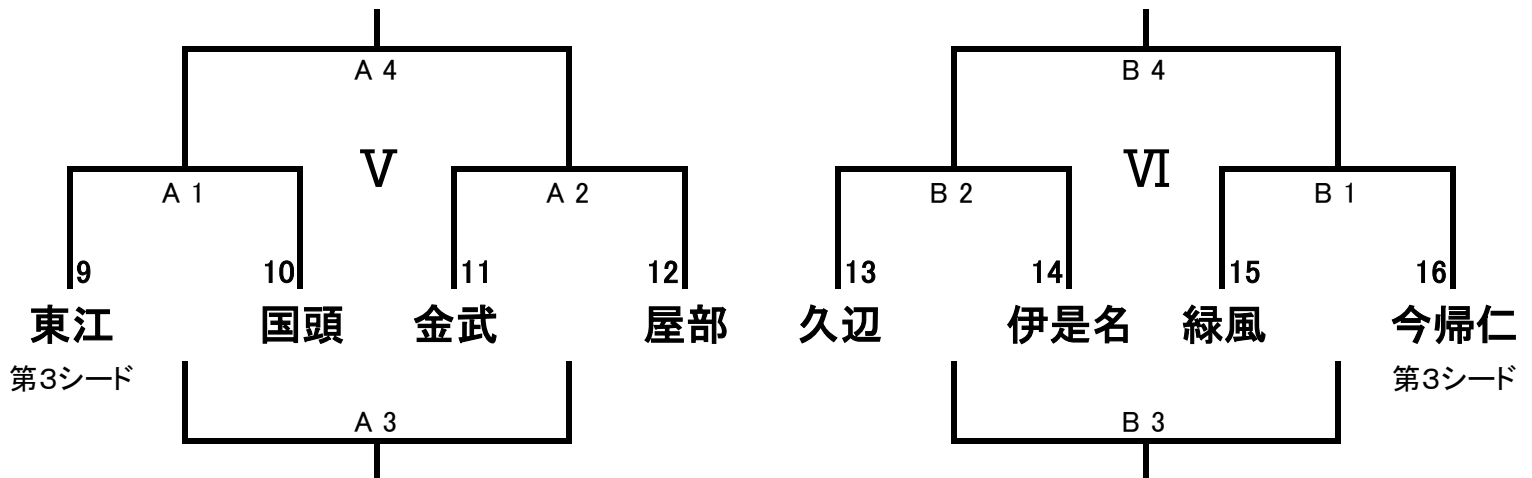 A 4 B 4
Ⅴ Ⅵ
A 1 A 2 B 2 B 1
9 10 11 12 13 14 15 16
東江 国頭 金武 屋部 久辺 伊是名 緑風 今帰仁
第3シード 第3シード
A 3 B 3